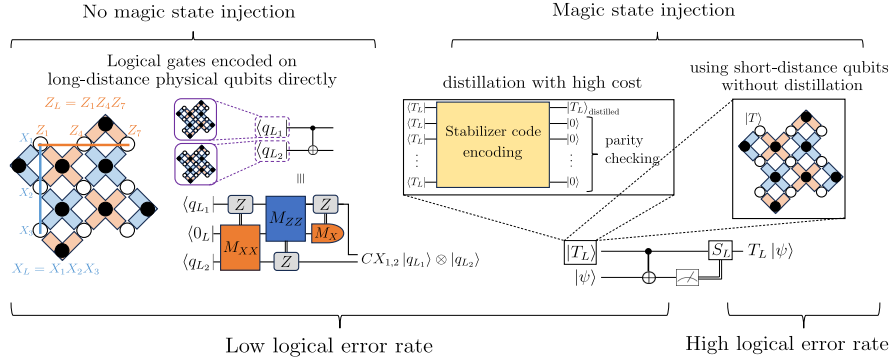 No magic state injection
Magic state injection
Logical gates encoded on
long-distance physical qubits directly
Z_L = Z_1Z_4Z_7
X_1
Z_1
Z_4
Z_7
X_2
X_3
X_L = X_1X_2X_3
⟨q_{L_1}|
⟨q_{L_2}|
≡
⟨q_{L_1}|
⟨0_L|
⟨q_{L_2}|
Z
M_{XX}
M_{ZZ}
Z
Z
M_X
CX_{1,2} |q_{L_1}⟩ ⊗ |q_{L_2}⟩
distillation with high cost
⟨T_L|
⟨T_L|
⟨T_L|
⋮
⟨T_L|
Stabilizer code
encoding
|T_L⟩_{distilled}
|0⟩
|0⟩
⋮
|0⟩
parity
checking
using short-distance qubits
without distillation
|T⟩
|T_L⟩
|ψ⟩
S_L
T_L |ψ⟩
Low logical error rate
High logical error rate